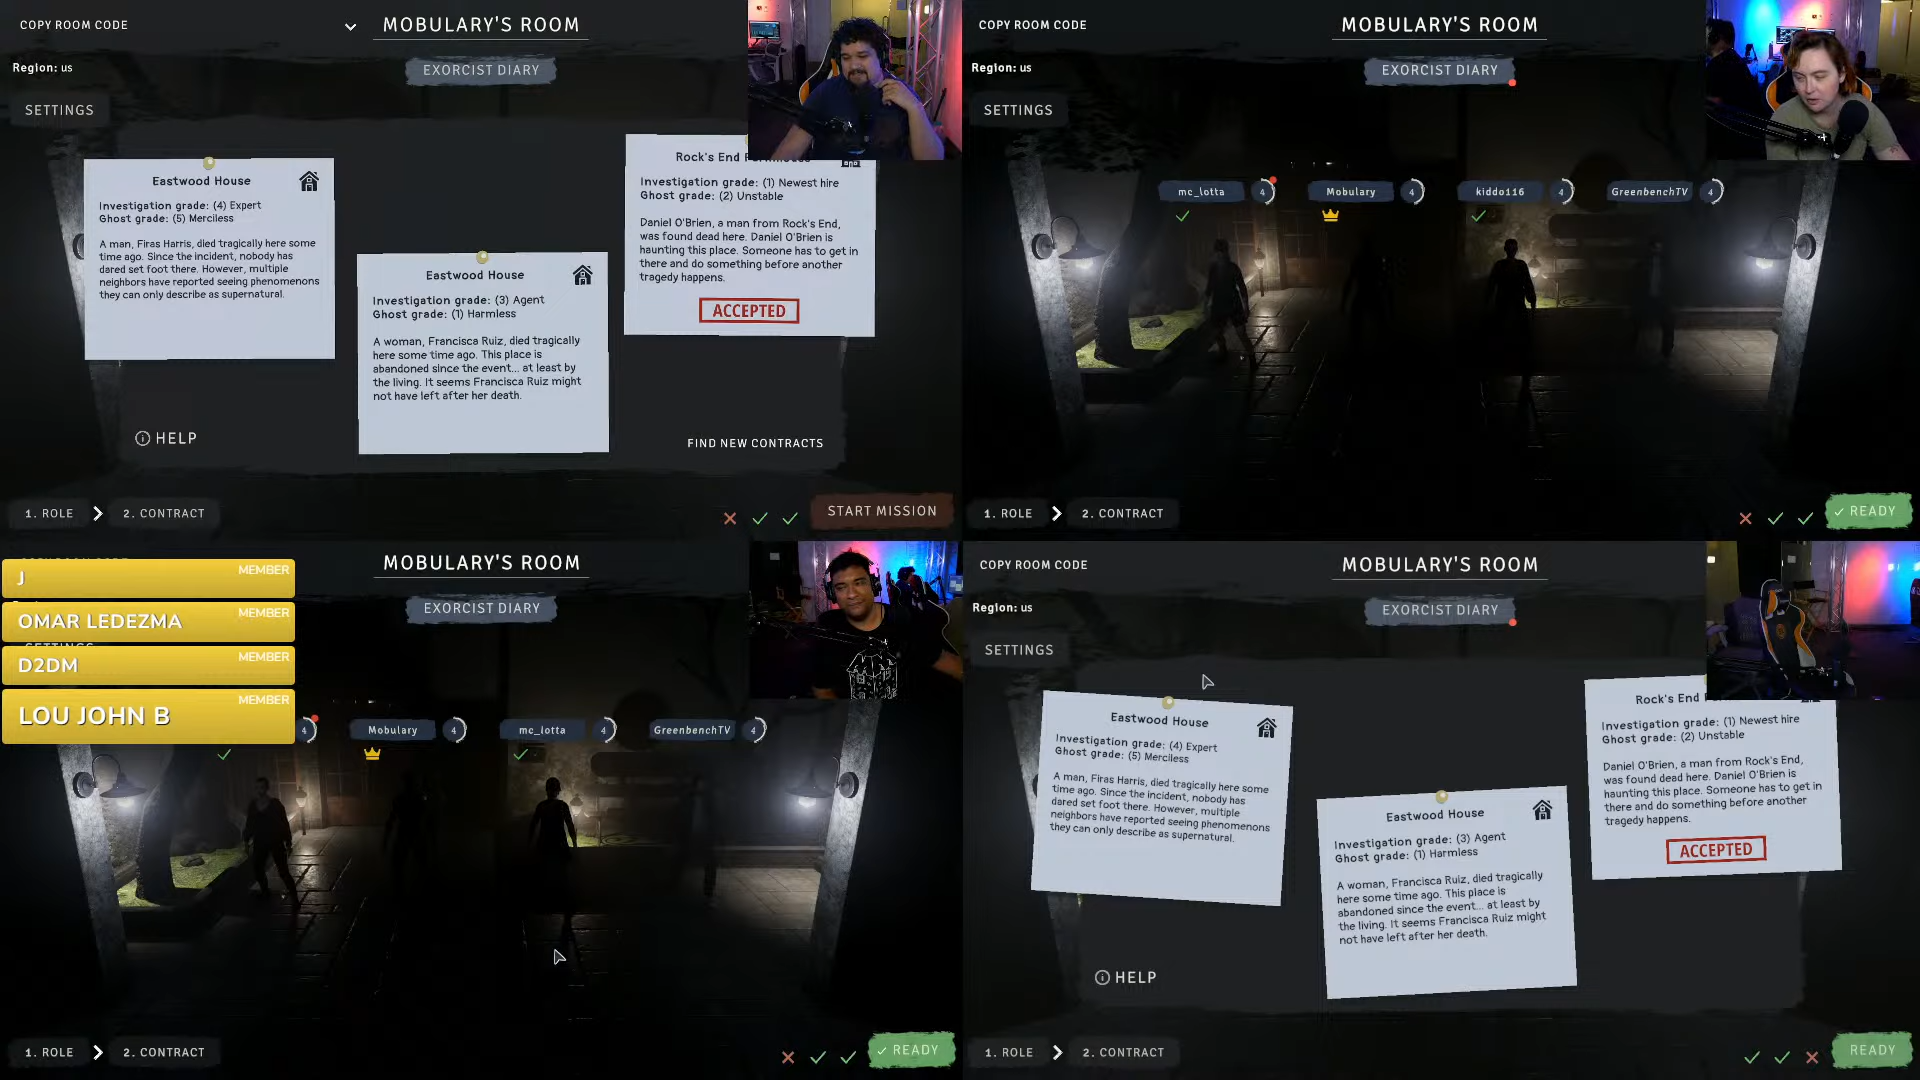 COPY ROOM CODE
MOBULARY'S ROOM
EXORCIST DIARY
Region: us
SETTINGS
Eastwood House
Investigation grade: (4) Expert
Ghost grade: (5) Merciless
A man, Firas Harris, died tragically here some
time ago. Since the incident, nobody has
dared set foot there. However, multiple
neighbors have reported seeing phenomenons
they can only describe as supernatural.
Eastwood House
Investigation grade: (3) Agent
Ghost grade: (1) Harmless
A woman, Francisca Ruiz, died tragically
here some time ago. This place is
abandoned since the event... at least by
the living. It seems Francisca Ruiz might
not have left after her death.
Rock's End
Investigation grade: (1) Newest hire
Ghost grade: (2) Unstable
Daniel O'Brien, a man from Rock's End,
was found dead here. Daniel O'Brien is
haunting this place. Someone has to get in
there and do something before another
tragedy happens.
ACCEPTED
HELP
FIND NEW CONTRACTS
1. ROLE
2. CONTRACT
START MISSION
COPY ROOM CODE
MOBULARY'S ROOM
EXORCIST DIARY
Region: us
SETTINGS
mc_lotta 4
Mobulary 4
kiddo116 4
GreenbenchTV 4
1. ROLE
2. CONTRACT
READY
MOBULARY'S ROOM
EXORCIST DIARY
J MEMBER
OMAR LEDEZMA MEMBER
D2DM MEMBER
LOU JOHN B MEMBER
4
Mobulary 4
mc_lotta 4
GreenbenchTV 4
1. ROLE
2. CONTRACT
READY
COPY ROOM CODE
MOBULARY'S ROOM
EXORCIST DIARY
Region: us
SETTINGS
Eastwood House
Investigation grade: (4) Expert
Ghost grade: (5) Merciless
A man, Firas Harris, died tragically here some
time ago. Since the incident, nobody has
dared set foot there. However, multiple
neighbors have reported seeing phenomenons
they can only describe as supernatural.
Eastwood House
Investigation grade: (3) Agent
Ghost grade: (1) Harmless
A woman, Francisca Ruiz, died tragically
here some time ago. This place is
abandoned since the event... at least by
the living. It seems Francisca Ruiz might
not have left after her death.
Rock's End
Investigation grade: (1) Newest hire
Ghost grade: (2) Unstable
Daniel O'Brien, a man from Rock's End,
was found dead here. Daniel O'Brien is
haunting this place. Someone has to get in
there and do something before another
tragedy happens.
ACCEPTED
HELP
1. ROLE
2. CONTRACT
READY